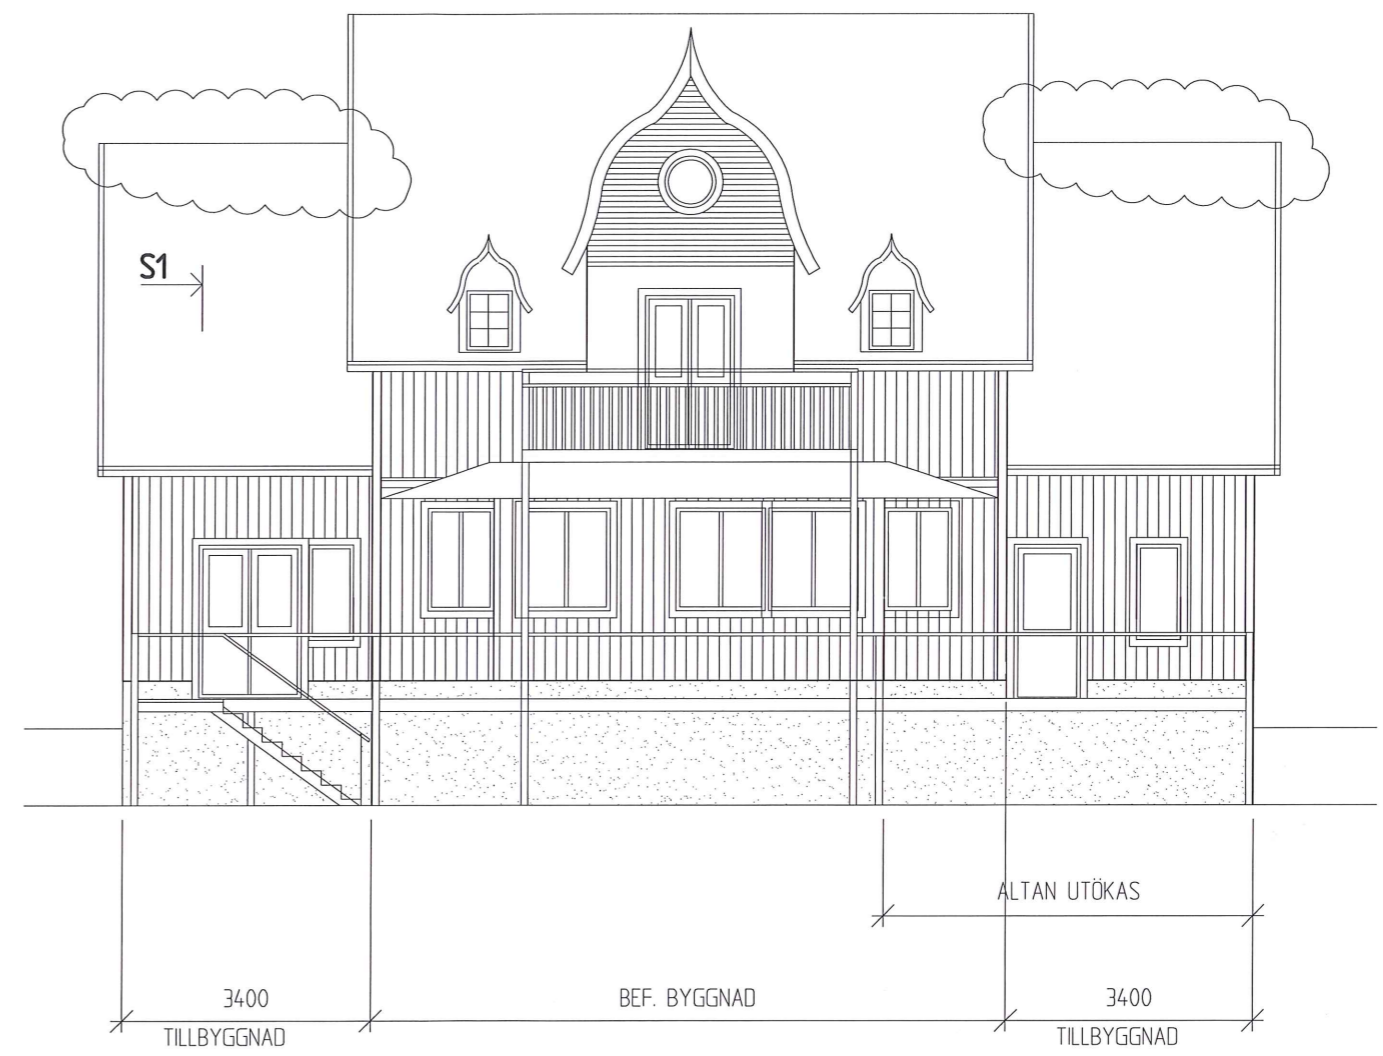 S1
ALTAN UTÖKAS
3400
BEF. BYGGNAD
3400
TILLBYGGNAD
TILLBYGGNAD